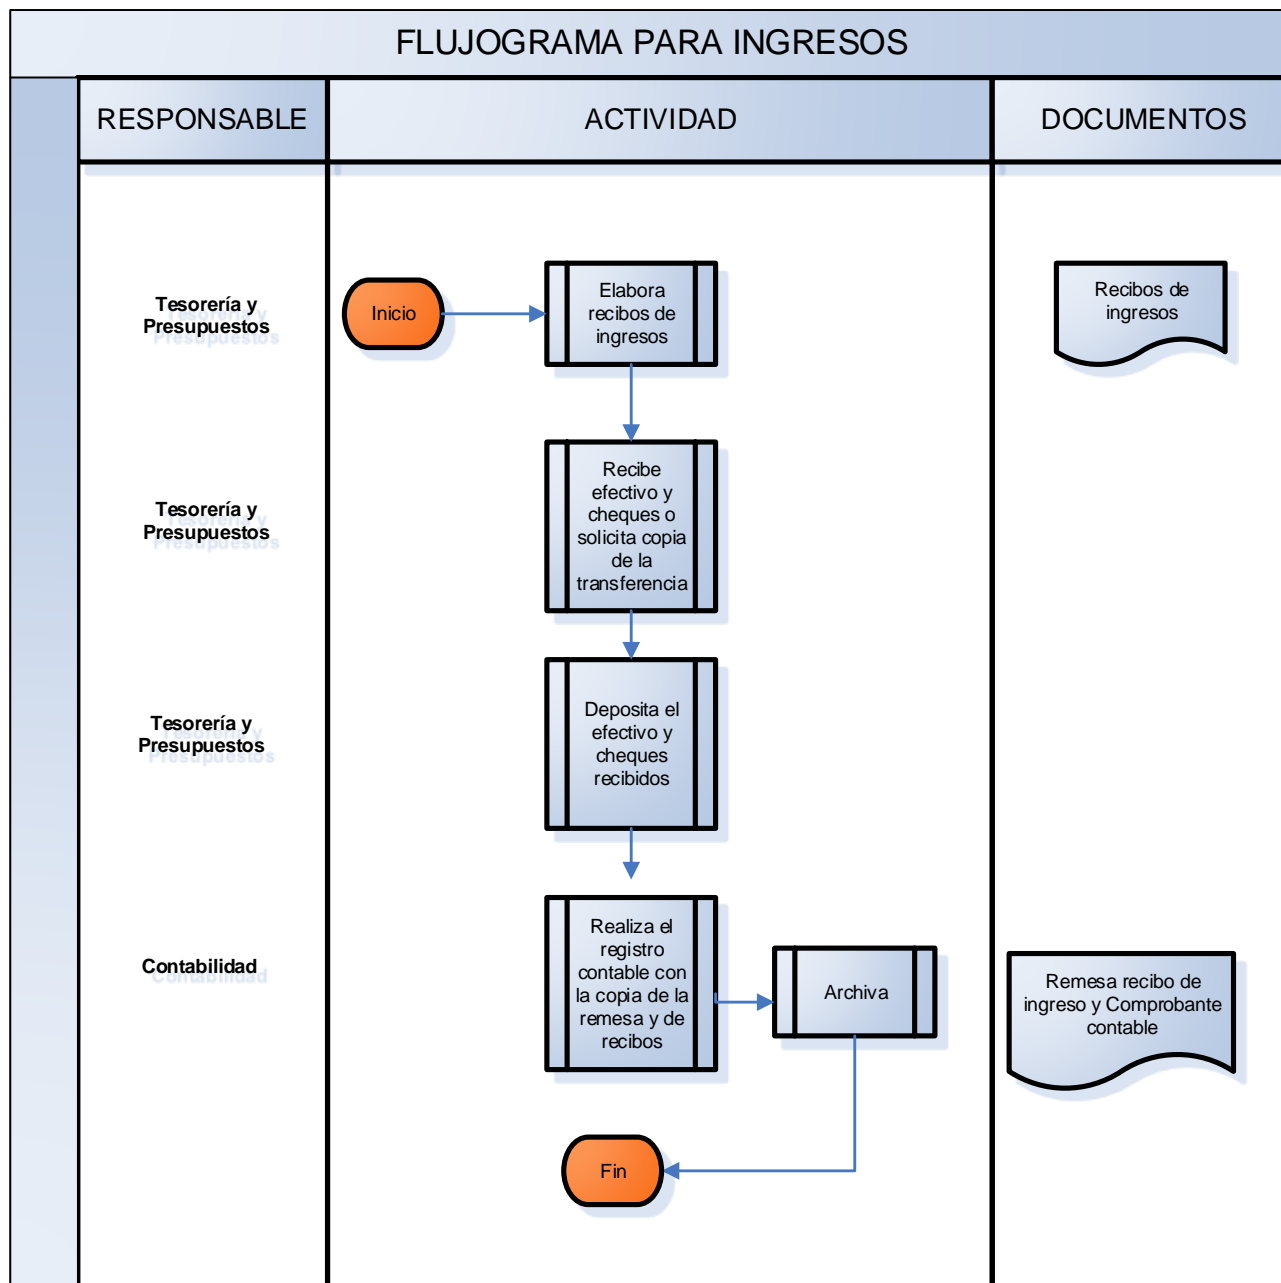 FLUJOGRAMA PARA INGRESOS
RESPONSABLE
ACTIVIDAD
DOCUMENTOS
Tesorería y
Presupuestos
Inicio
Elabora
recibos de
ingresos
Recibos de
ingresos
Tesorería y
Presupuestos
Recibe
efectivo y
cheques o
solicita copia
de la
transferencia
Tesorería y
Presupuestos
Deposita el
efectivo y
cheques
recibidos
Contabilidad
Realiza el
registro
contable con
la copia de la
remesa y de
recibos
Archiva
Remesa recibo de
ingreso y Comprobante
contable
Fin